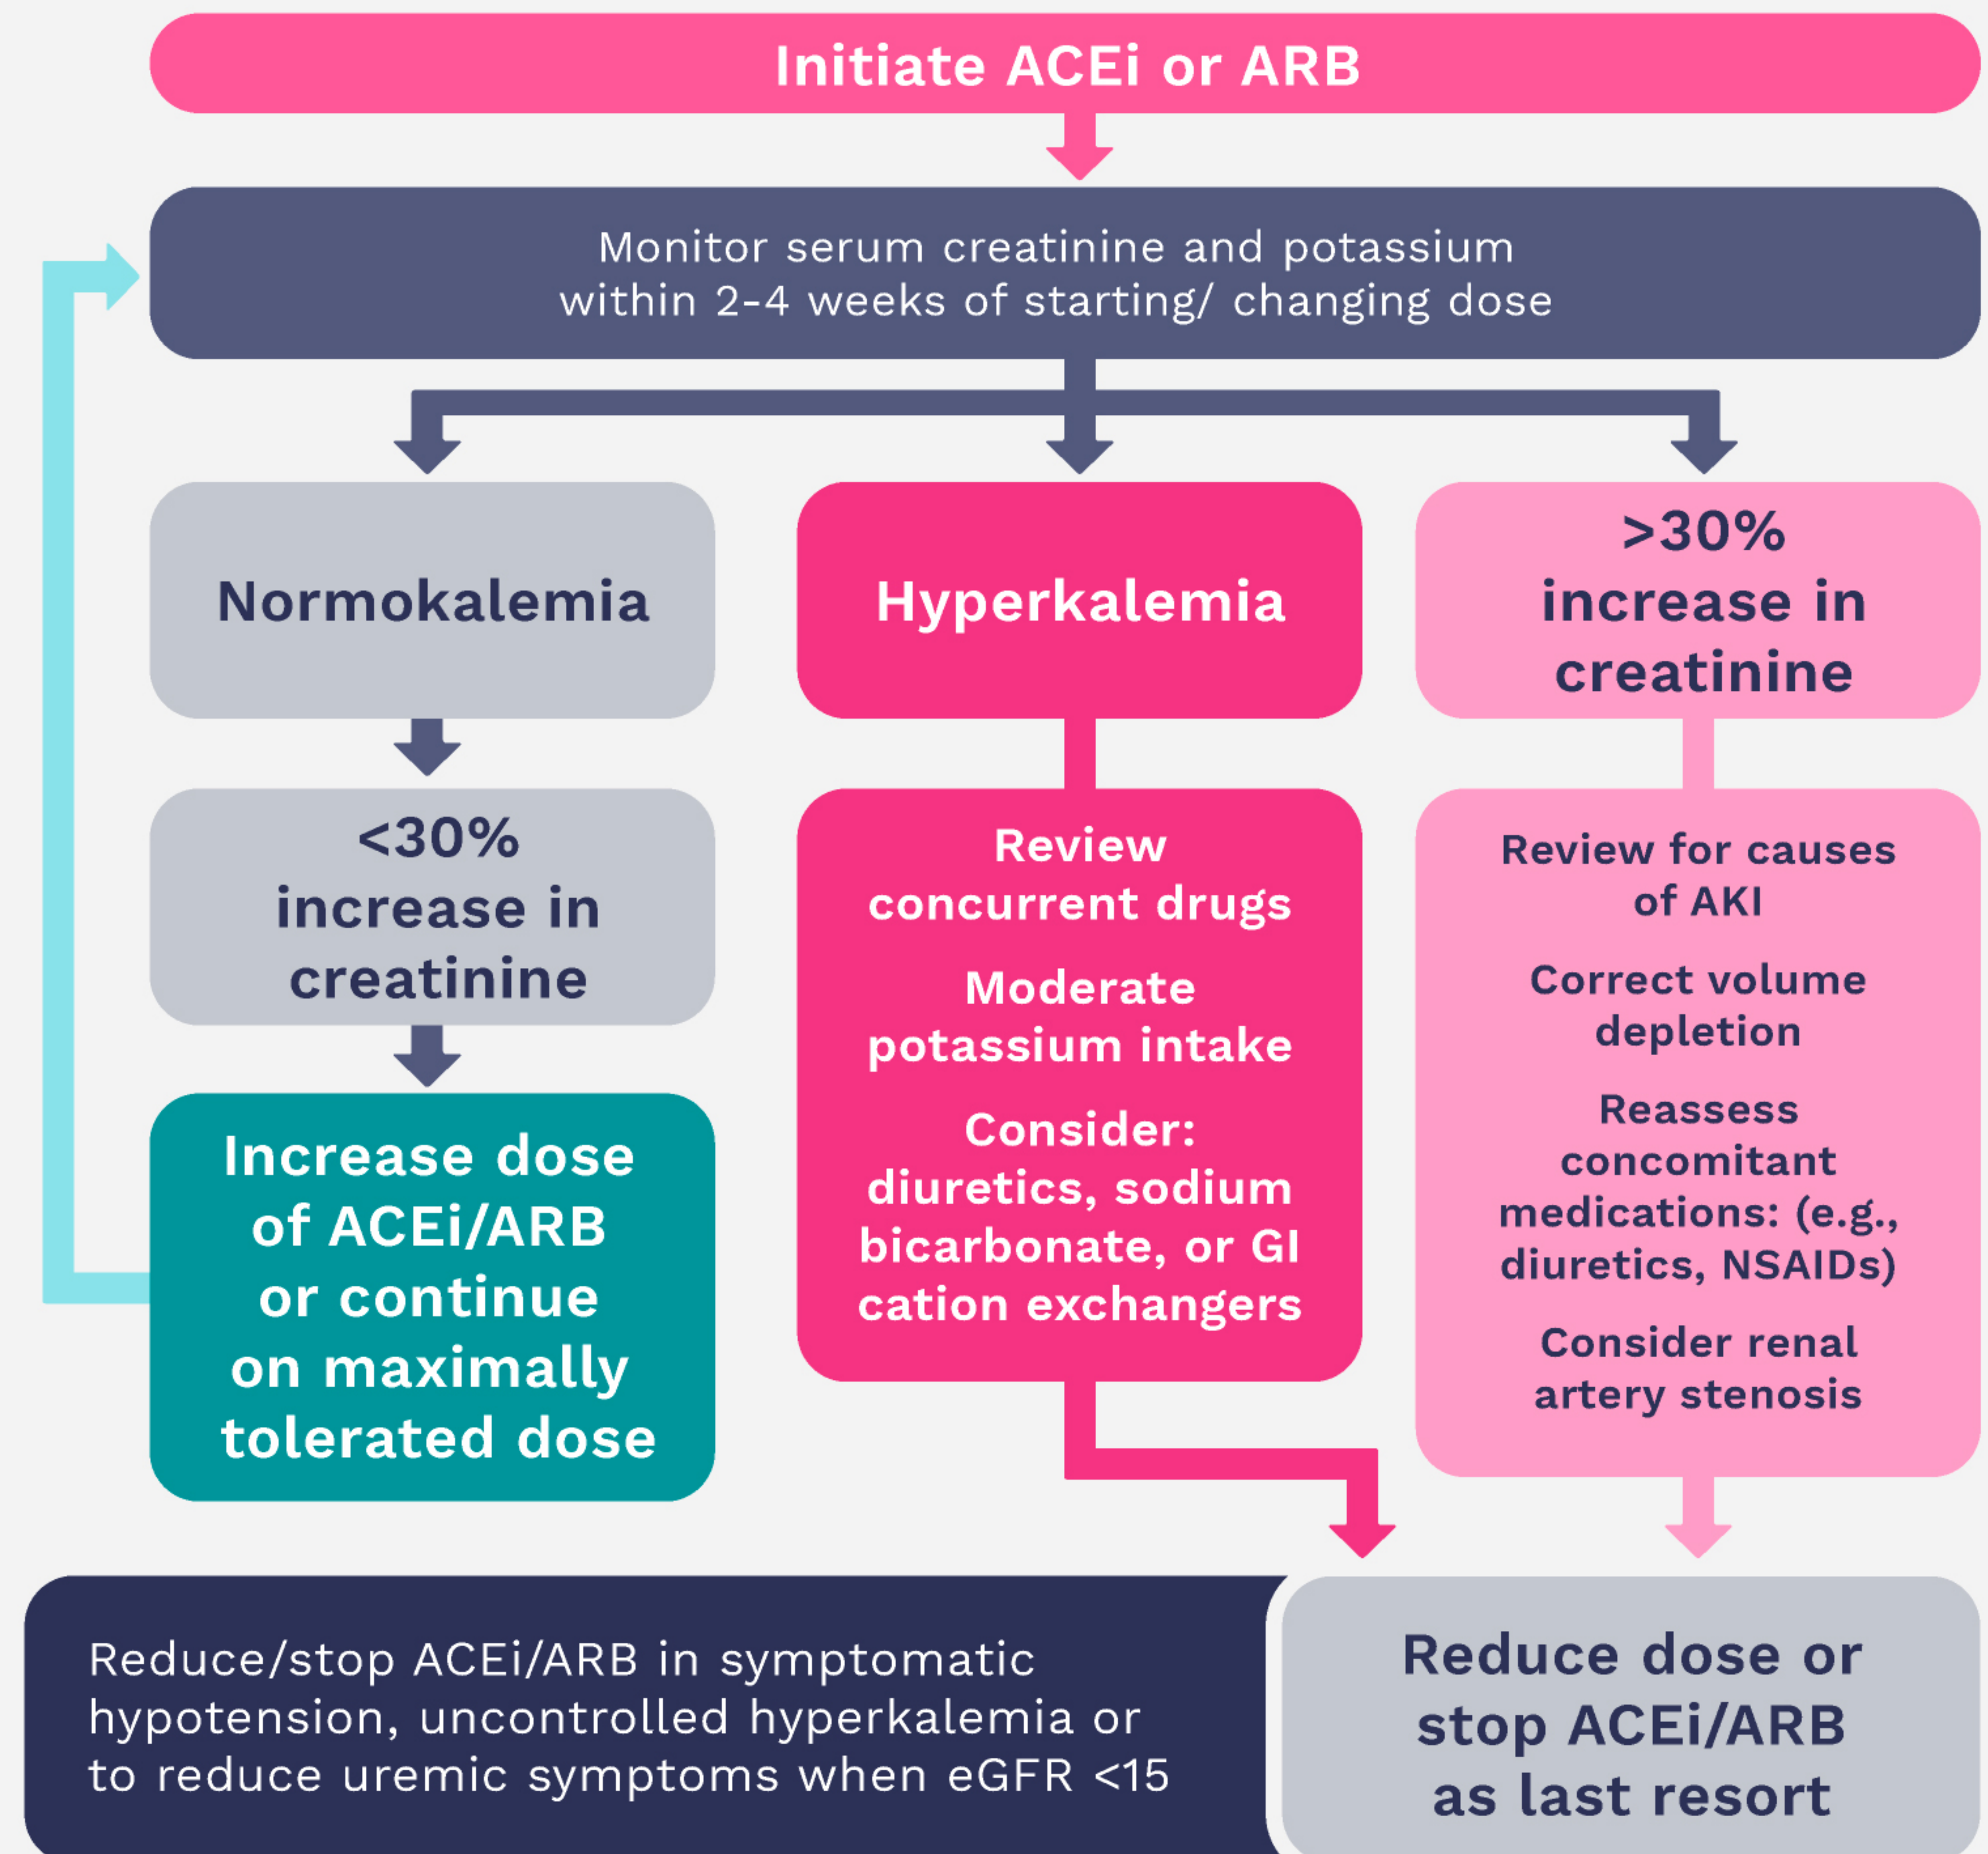 Initiate ACEi or ARB
Monitor serum creatinine and potassium
within 2-4 weeks of starting/ changing dose
Normokalemia
Hyperkalemia
>30%
increase in
creatinine
<30%
increase in
creatinine
Review
concurrent drugs
Moderate
potassium intake
Consider:
diuretics, sodium
bicarbonate, or GI
cation exchangers
Review for causes
of AKI
Correct volume
depletion
Reassess
concomitant
medications: (e.g.,
diuretics, NSAIDs)
Consider renal
artery stenosis
Increase dose
of ACEi/ARB
or continue
on maximally
tolerated dose
Reduce/stop ACEi/ARB in symptomatic
hypotension, uncontrolled hyperkalemia or
to reduce uremic symptoms when eGFR <15
Reduce dose or
stop ACEi/ARB
as last resort